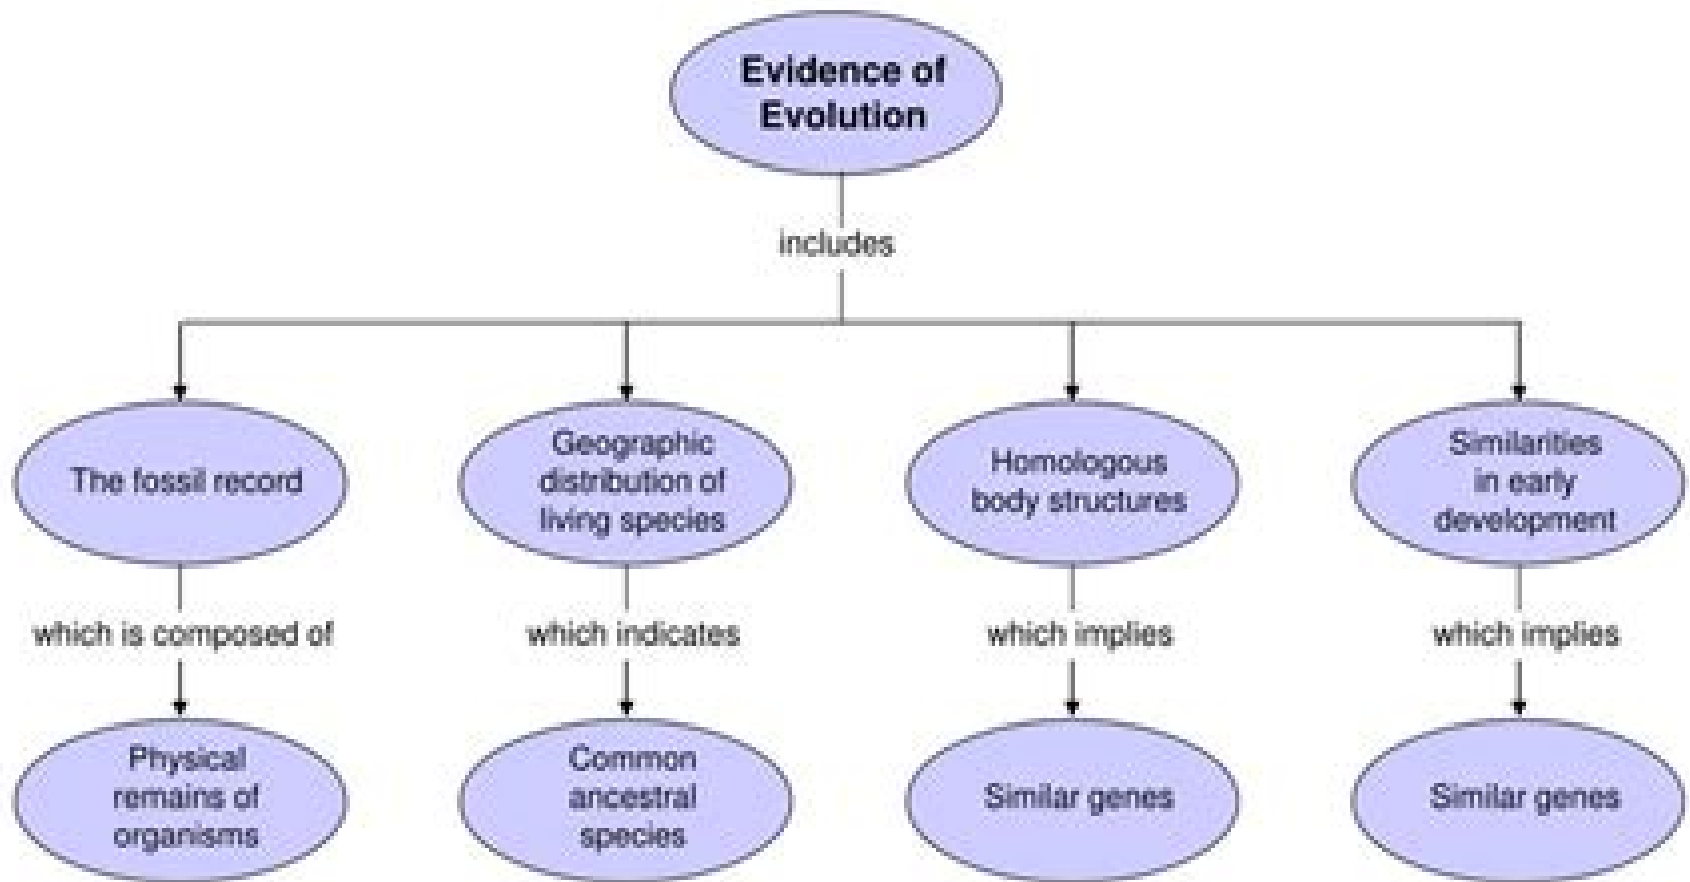 Evidence of
Evolution
includes
The fossil record
Geographic
distribution of
living species
Homologous
body structures
Similarities
in early
development
which is composed of
which indicates
which implies
which implies
Physical
remains of
organisms
Common
ancestral
species
Similar genes
Similar genes